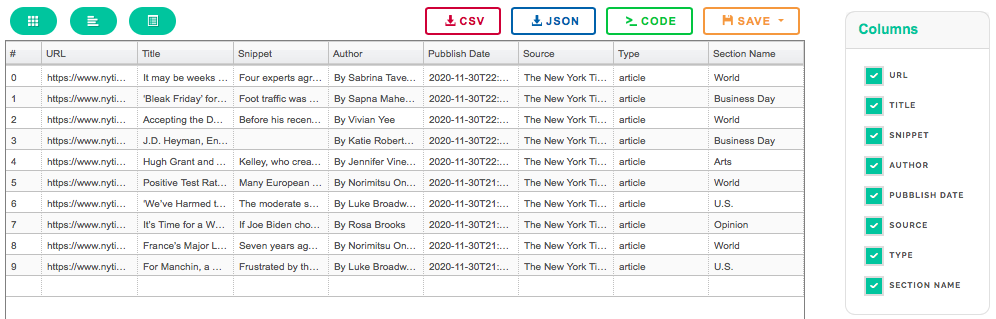 CSV JSON CODE SAVE
# URL Title Snippet Author Pubblish Date Source Type Section Name
0 https://www.nyti... It may be weeks ... Four experts agr... By Sabrina Tave... 2020-11-30T22:... The New York Ti... article World
1 https://www.nyti... 'Bleak Friday' for... Foot traffic was ... By Sapna Mahe... 2020-11-30T22:... The New York Ti... article Business Day
2 https://www.nyti... Accepting the D... Before his recen... By Vivian Yee 2020-11-30T22:... The New York Ti... article World
3 https://www.nyti... J.D. Heyman, En... By Katie Robert... 2020-11-30T22:... The New York Ti... article Business Day
4 https://www.nyti... Hugh Grant and ... Kelley, who crea... By Jennifer Vine... 2020-11-30T22:... The New York Ti... article Arts
5 https://www.nyti... Positive Test Rat... Many European ... By Norimitsu On... 2020-11-30T21:... The New York Ti... article World
6 https://www.nyti... 'We've Harmed t... The moderate s... By Luke Broadw... 2020-11-30T21:... The New York Ti... article U.S.
7 https://www.nyti... It's Time for a W... If Joe Biden cho... By Rosa Brooks 2020-11-30T21:... The New York Ti... article Opinion
8 https://www.nyti... France's Major L... Seven years ag... By Norimitsu On... 2020-11-30T21:... The New York Ti... article World
9 https://www.nyti... For Manchin, a ... Frustrated by th... By Luke Broadw... 2020-11-30T21:... The New York Ti... article U.S.
Columns
URL
TITLE
SNIPPET
AUTHOR
PUBBLISH DATE
SOURCE
TYPE
SECTION NAME